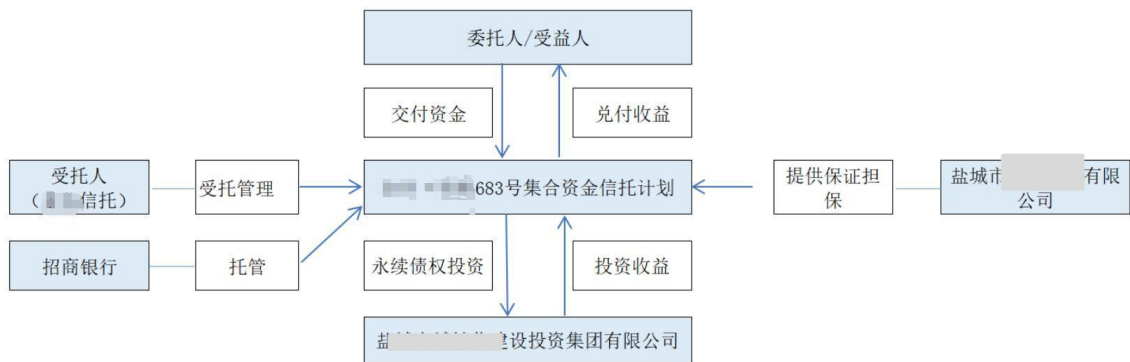 委托人/受益人
交付资金
兑付收益
受托人
（信托）
受托管理
683号集合资金信托计划
提供保证担
保
盐城市 有限
公司
招商银行
托管
永续债权投资
投资收益
建设投资集团有限公司